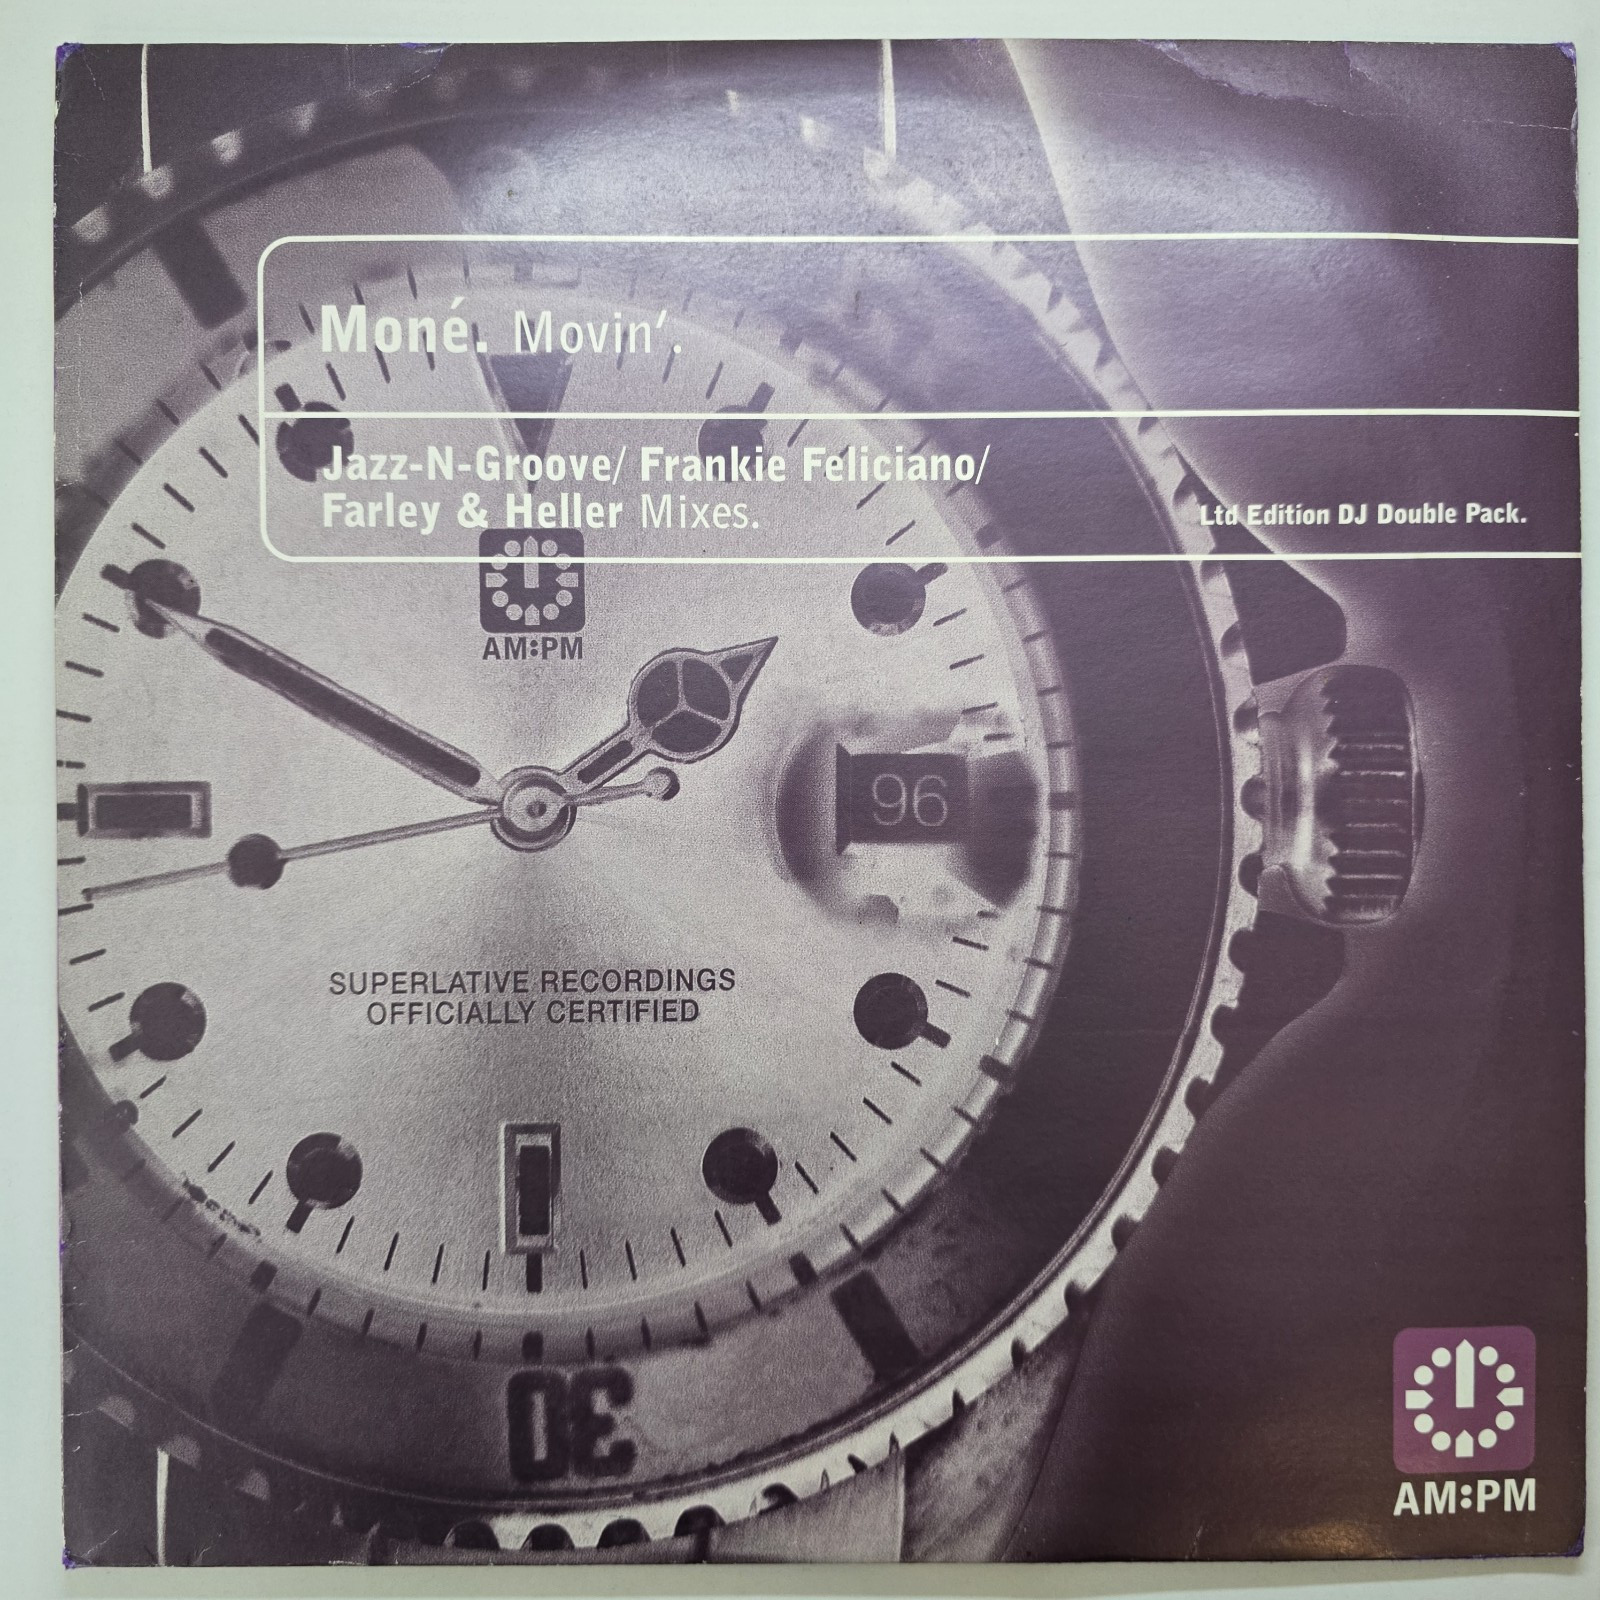 Moné. Movin'.
Jazz-N-Groove/ Frankie Feliciano/
Farley & Heller Mixes.
Ltd Edition DJ Double Pack.
AM:PM
96
SUPERLATIVE RECORDINGS
OFFICIALLY CERTIFIED
30
AM:PM